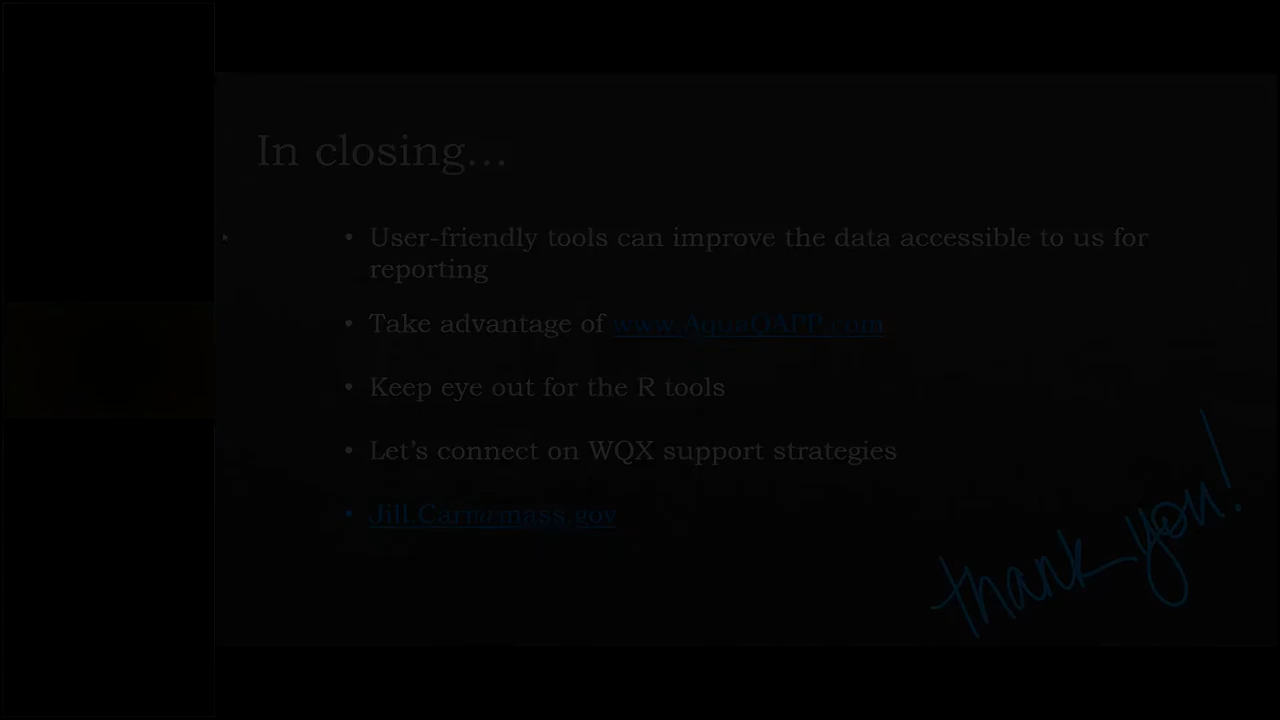 In closing...
• User-friendly tools can improve the data accessible to us for
reporting
• Take advantage of www.AquaQAPP.com
• Keep eye out for the R tools
• Let's connect on WQX support strategies
• Jill.Carr@mass.gov
thank you!